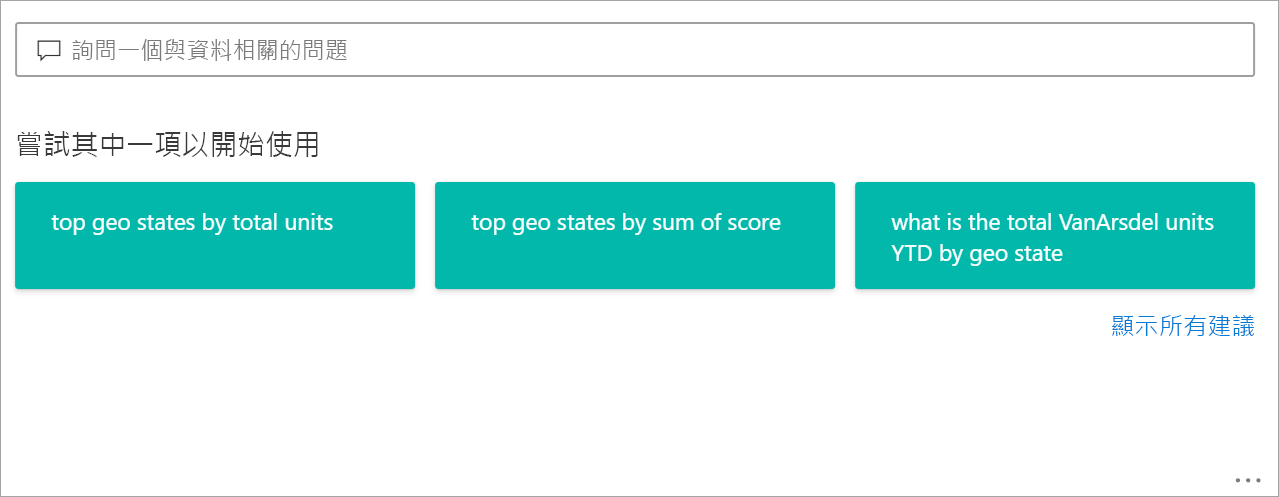 詢問一個與資料相關的問題
嘗試其中一項以開始使用
top geo states by total units
top geo states by sum of score
what is the total VanArsdel units
YTD by geo state
顯示所有建議